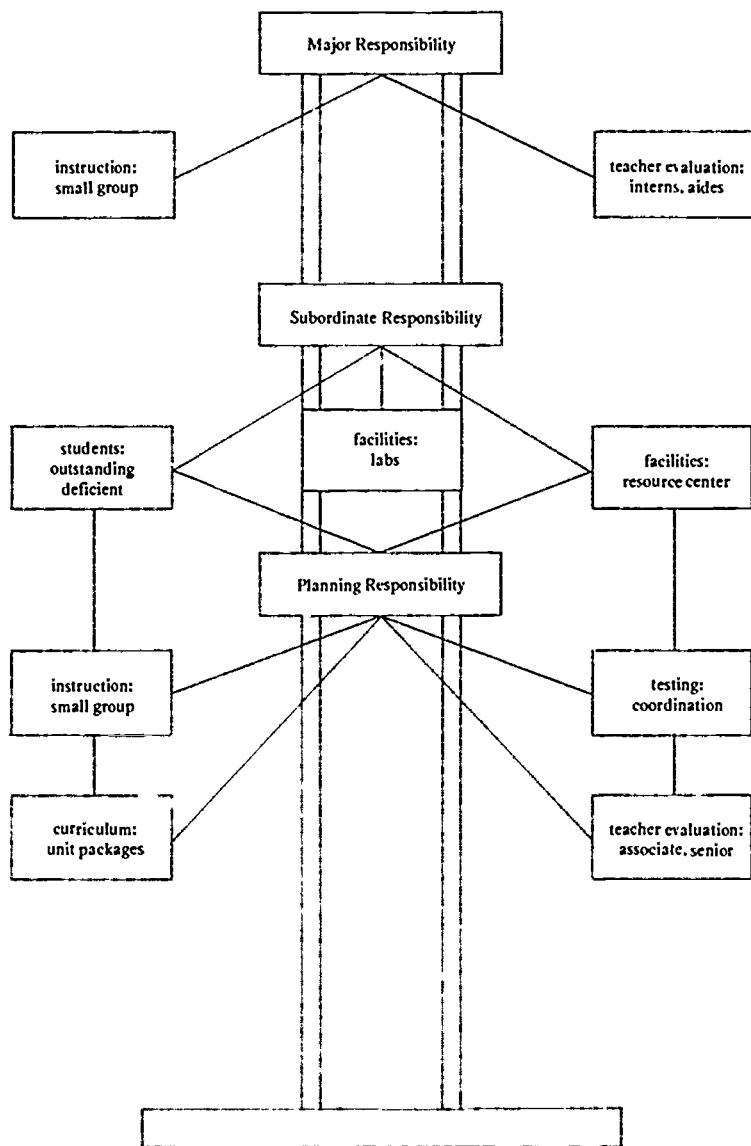 Major Responsibility
instruction:
small group
teacher evaluation:
interns, aides
Subordinate Responsibility
students:
outstanding
deficient
facilities:
labs
facilities:
resource center
Planning Responsibility
instruction:
small group
testing:
coordination
curriculum:
unit packages
teacher evaluation:
associate, senior